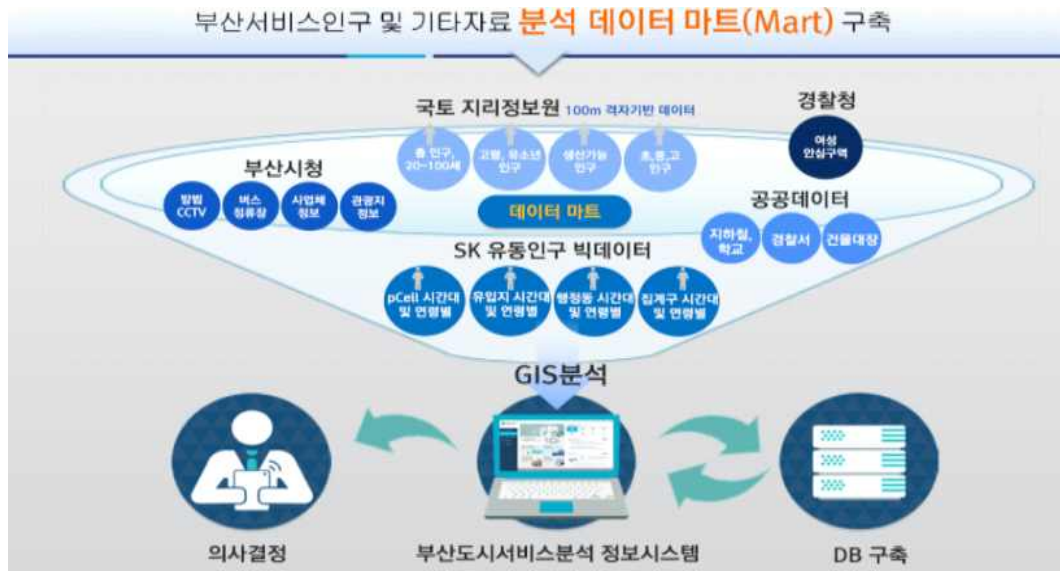 부산서비스인구 및 기타자료 분석 데이터 마트(Mart) 구축
국토 지리정보원 100m 격자기반 데이터
경찰청
총 인구,
20~100세
고령, 유소년
인구
생산가능
인구
초,중,고
인구
여성
안심구역
부산시청
방범
CCTV
버스
정류장
사업체
정보
관광지
정보
데이터 마트
공공데이터
지하철,
학교
경찰서
건물대장
SK 유동인구 빅데이터
pCell 시간대
및 연령별
유입지 시간대
및 연령별
행정동 시간대
및 연령별
집계구 시간대
및 연령별
GIS분석
의사결정
부산도시서비스분석 정보시스템
DB 구축